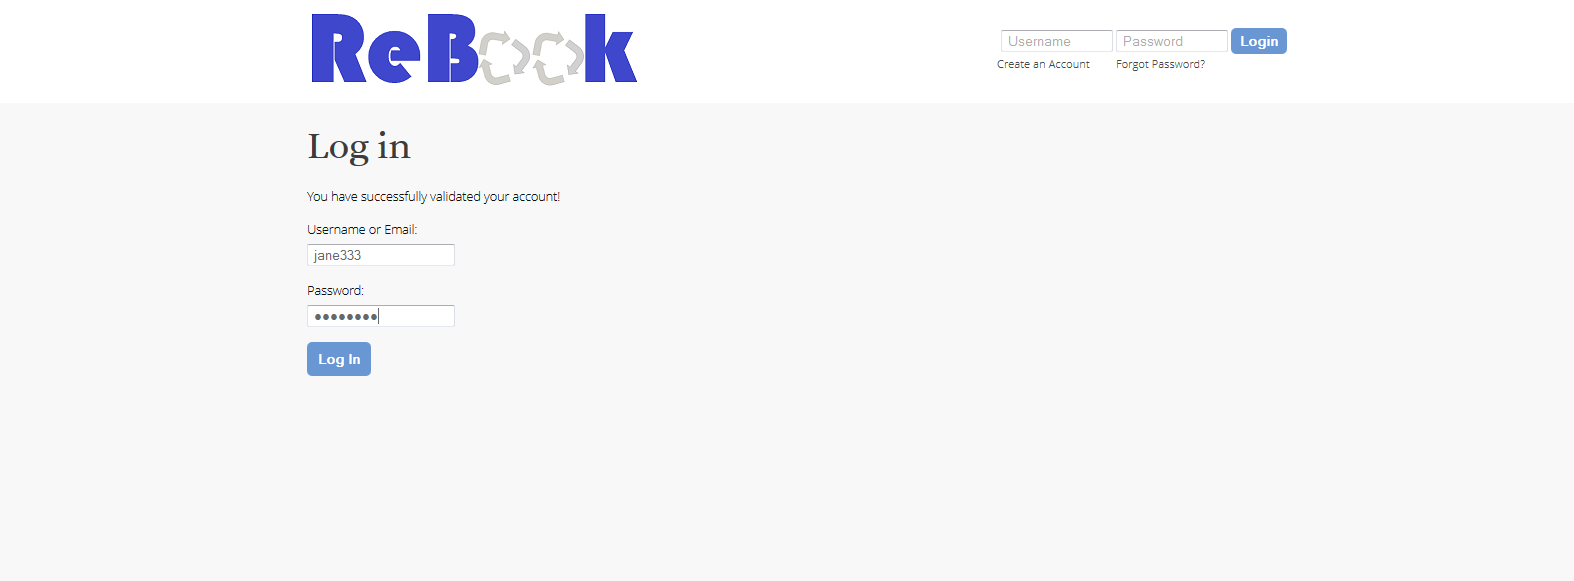 ReBook
Username Password Login
Create an Account Forgot Password?
Log in
You have successfully validated your account!
Username or Email:
jane333
Password:
••••••••
Log In